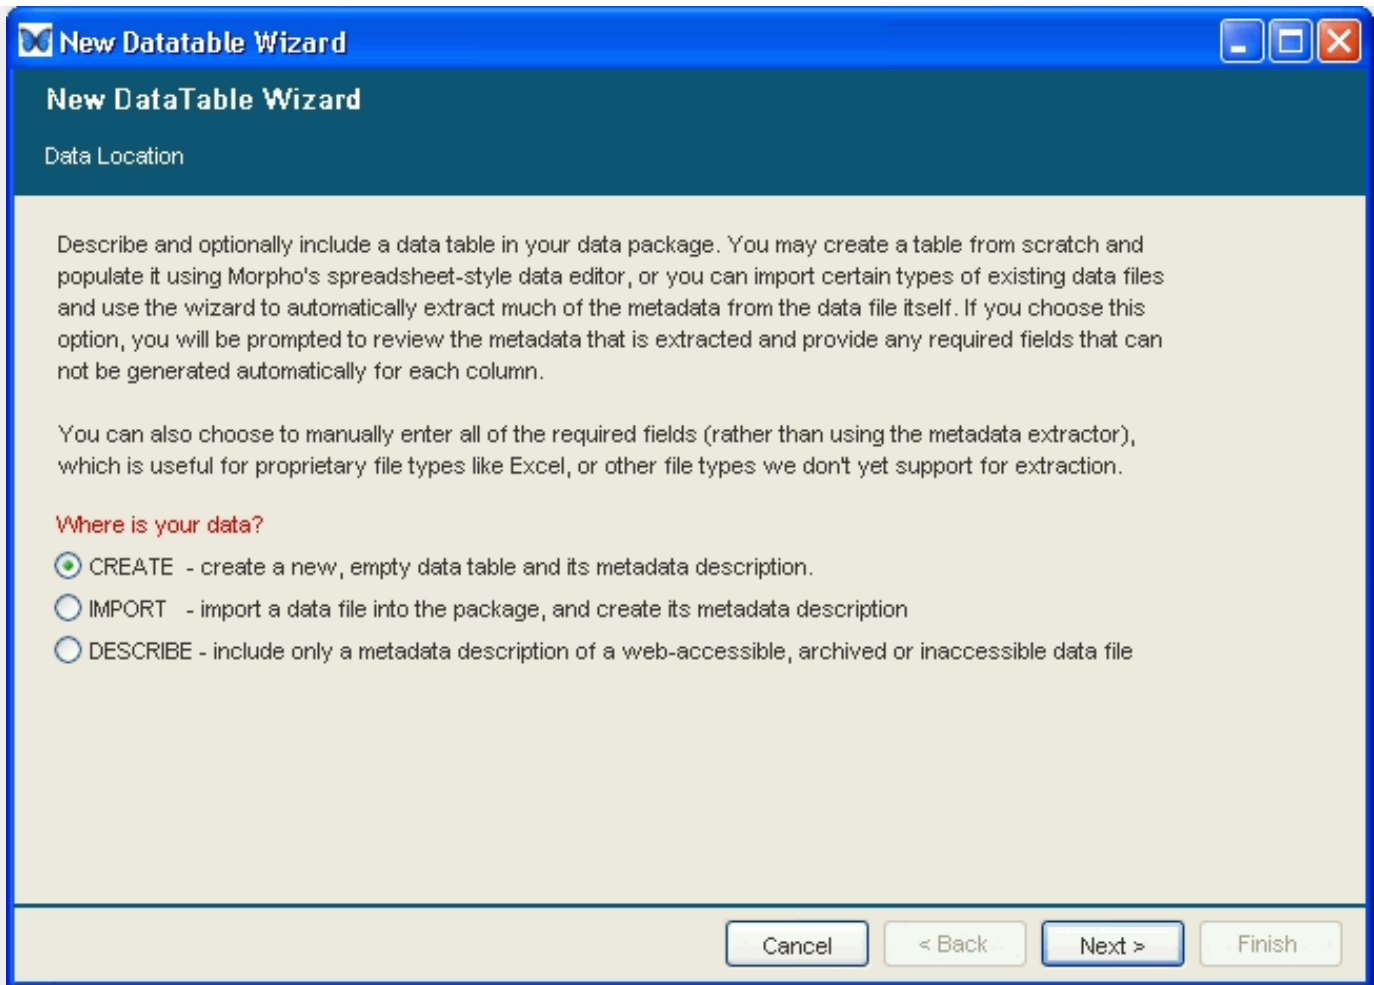 New Datatable Wizard
New DataTable Wizard
Data Location
Describe and optionally include a data table in your data package. You may create a table from scratch and
populate it using Morpho's spreadsheet-style data editor, or you can import certain types of existing data files
and use the wizard to automatically extract much of the metadata from the data file itself. If you choose this
option, you will be prompted to review the metadata that is extracted and provide any required fields that can
not be generated automatically for each column.
You can also choose to manually enter all of the required fields (rather than using the metadata extractor),
which is useful for proprietary file types like Excel, or other file types we don't yet support for extraction.
Where is your data?
CREATE - create a new, empty data table and its metadata description.
IMPORT - import a data file into the package, and create its metadata description
DESCRIBE - include only a metadata description of a web-accessible, archived or inaccessible data file
Cancel < Back Next > Finish